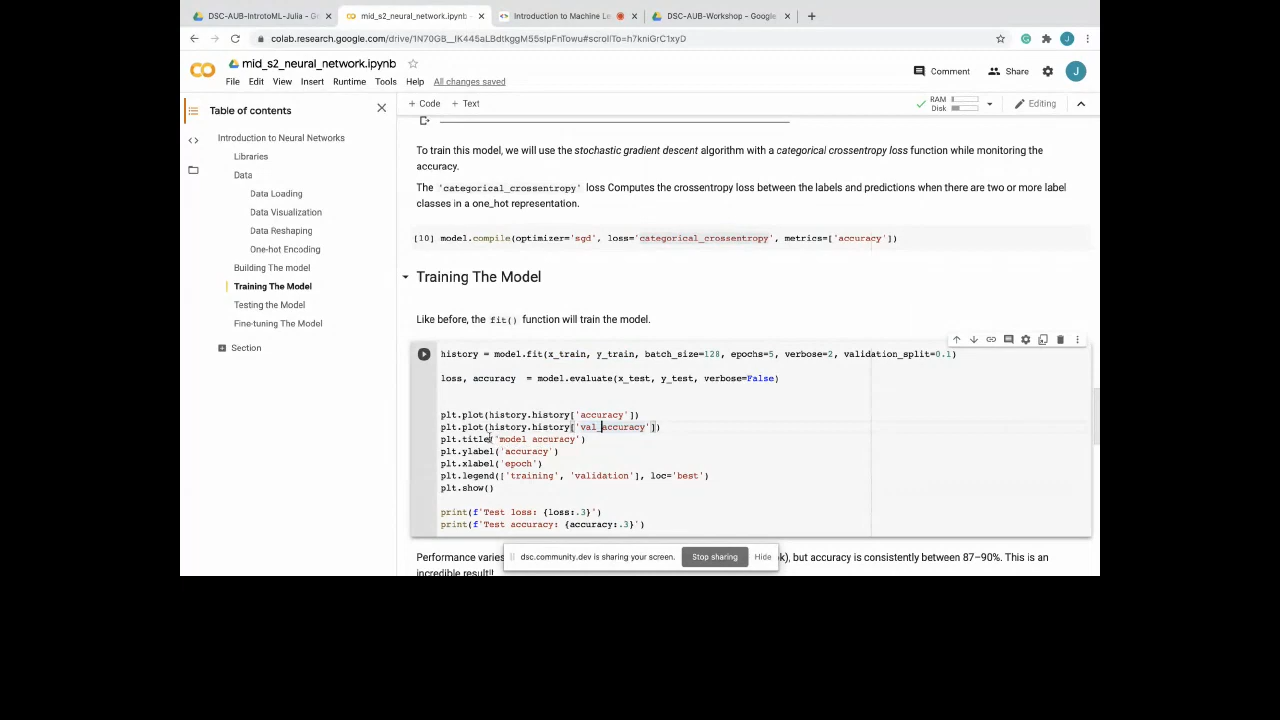 DSC-AUB-IntrotoML-Julia - G
mid_s2_neural_network.ipynb
Introduction to Machine Le
DSC-AUB-Workshop - Google
mid_s2_neural_network.ipynb
File Edit View Insert Runtime Tools Help All changes saved
Comment Share J
Table of contents
+ Code + Text
RAM
Disk
Editing
Introduction to Neural Networks
Libraries
Data
Data Loading
Data Visualization
Data Reshaping
One-hot Encoding
Building The model
Training The Model
Testing the Model
Fine-tuning The Model
Section
To train this model, we will use the stochastic gradient descent algorithm with a categorical crossentropy loss function while monitoring the
accuracy.
The 'categorical_crossentropy' loss Computes the crossentropy loss between the labels and predictions when there are two or more label
classes in a one_hot representation.
[10] model.compile(optimizer='sgd', loss='categorical_crossentropy', metrics=['accuracy'])
Training The Model
Like before, the fit() function will train the model.
history = model.fit(x_train, y_train, batch_size=128, epochs=5, verbose=2, validation_split=0.1)
loss, accuracy = model.evaluate(x_test, y_test, verbose=False)
plt.plot(history.history['accuracy'])
plt.plot(history.history['val_accuracy'])
plt.title('model accuracy')
plt.ylabel('accuracy')
plt.xlabel('epoch')
plt.legend(['training', 'validation'], loc='best')
plt.show()
print(f'Test loss: {loss:.3}')
print(f'Test accuracy: {accuracy:.3}')
dsc.community.dev is sharing your screen. Stop sharing Hide
Performance varies k), but accuracy is consistently between 87–90%. This is an
incredible result!!